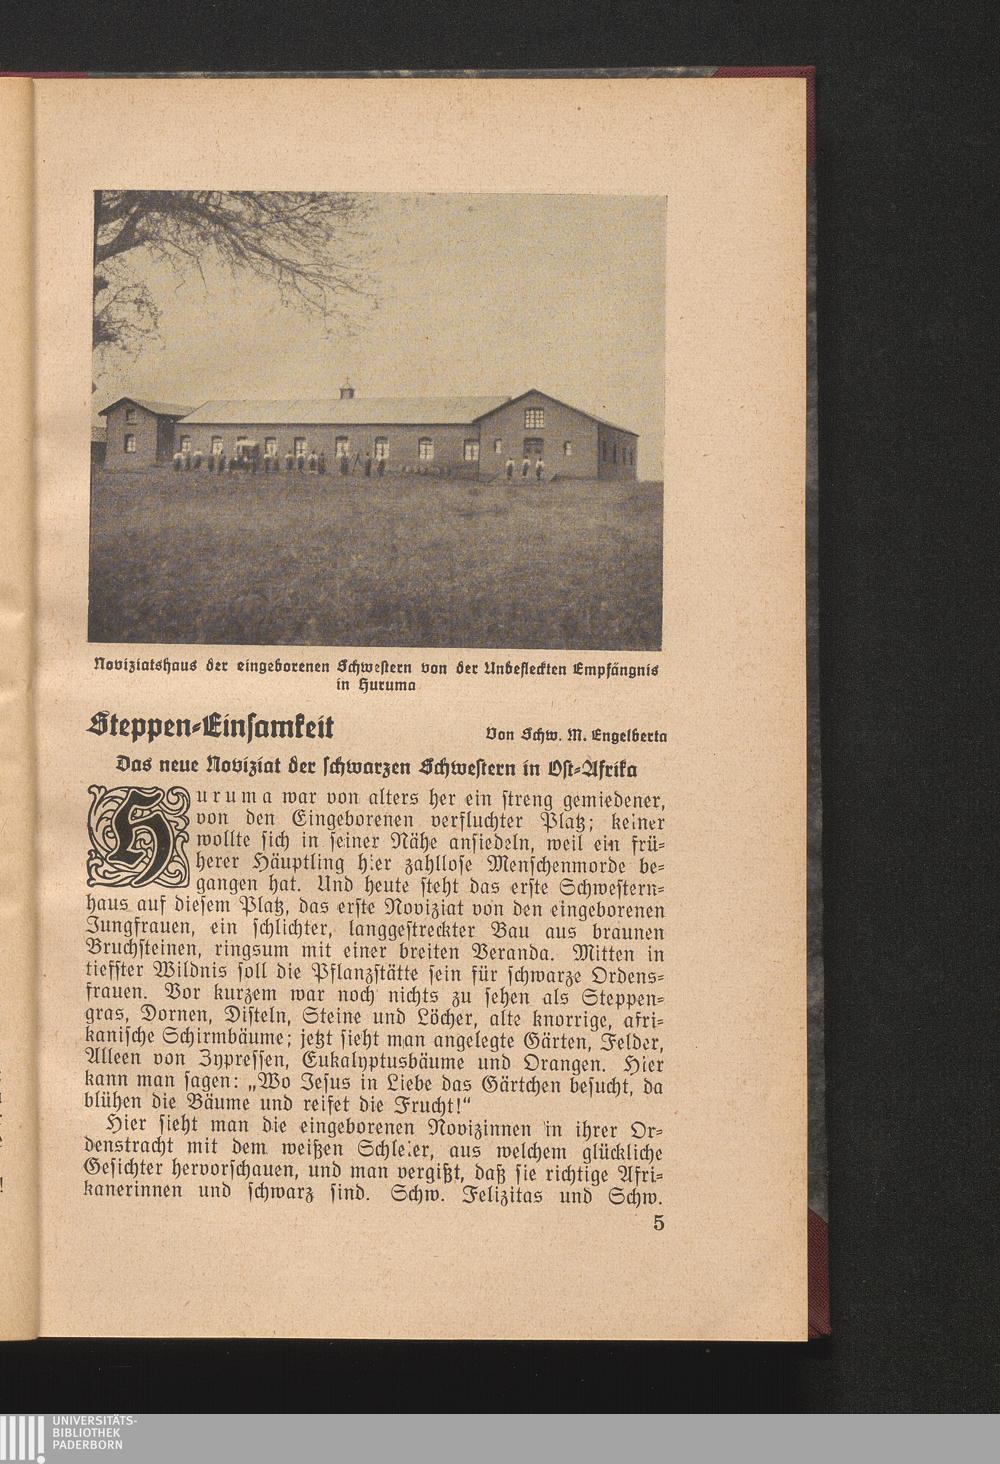 Noviziatshaus der eingeborenen Schwestern von der Unbefleckten Empfängnis
in Huruma
Steppen-Einsamkeit
Von Schw. M. Engelberta
Das neue Noviziat der schwarzen Schwestern in Ost-Afrika
Huruma war von alters her ein streng gemiedener,
von den Eingeborenen verfluchter Platz; keiner
wollte sich in seiner Nähe ansiedeln, weil ein frü-
herer Häuptling hier zahllose Menschenmorde be-
gangen hat. Und heute steht das erste Schwestern-
haus auf diesem Platz, das erste Noviziat von den eingeborenen
Jungfrauen, ein schlichter, langgestreckter Bau aus braunen
Bruchsteinen, ringsum mit einer breiten Veranda. Mitten in
tiefster Wildnis soll die Pflanzstätte sein für schwarze Ordens-
frauen. Vor kurzem war noch nichts zu sehen als Steppen-
gras, Dornen, Disteln, Steine und Löcher, alte knorrige, afri-
kanische Schirmbäume; jetzt sieht man angelegte Gärten, Felder,
Alleen von Zypressen, Eukalyptusbäume und Orangen. Hier
kann man sagen: „Wo Jesus in Liebe das Gärtchen besucht, da
blühen die Bäume und reifet die Frucht!“
Hier sieht man die eingeborenen Novizinnen in ihrer Or-
denstracht mit dem weißen Schleier, aus welchem glückliche
Gesichter hervorschauen, und man vergißt, daß sie richtige Afri-
kanerinnen und schwarz sind. Schw. Felizitas und Schw.
5
UNIVERSITÄTS-
BIBLIOTHEK
PADERBORN